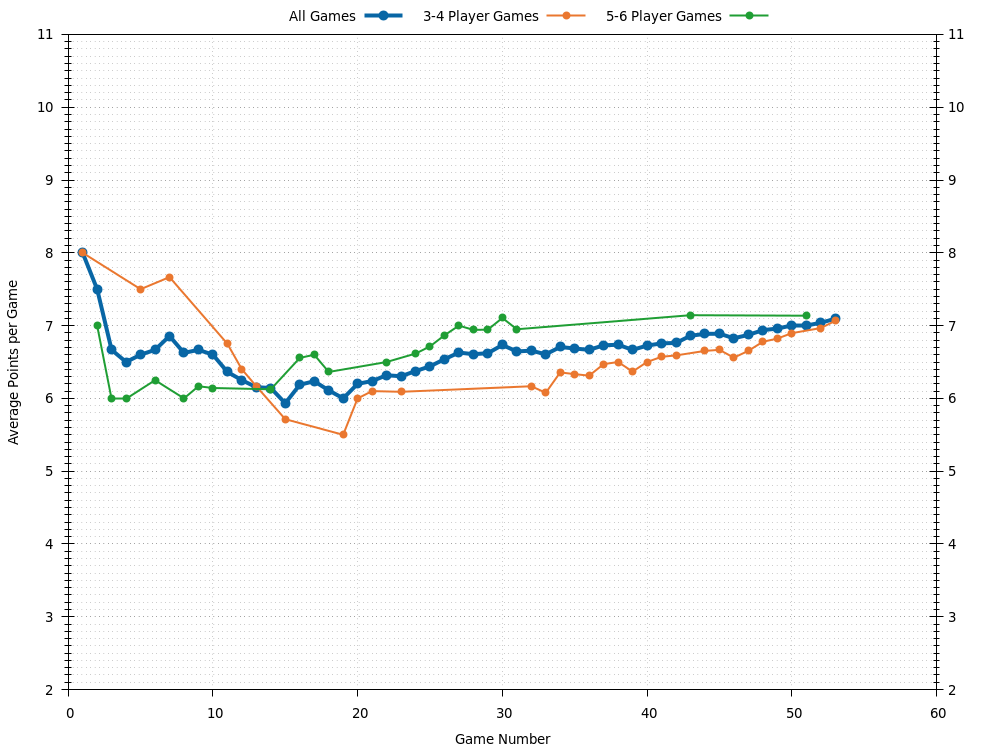 All Games 3-4 Player Games 5-6 Player Games
11 11
10 10
9 9
8 8
7 7
6 6
5 5
4 4
3 3
2 2
Average Points per Game
0 10 20 30 40 50 60
Game Number